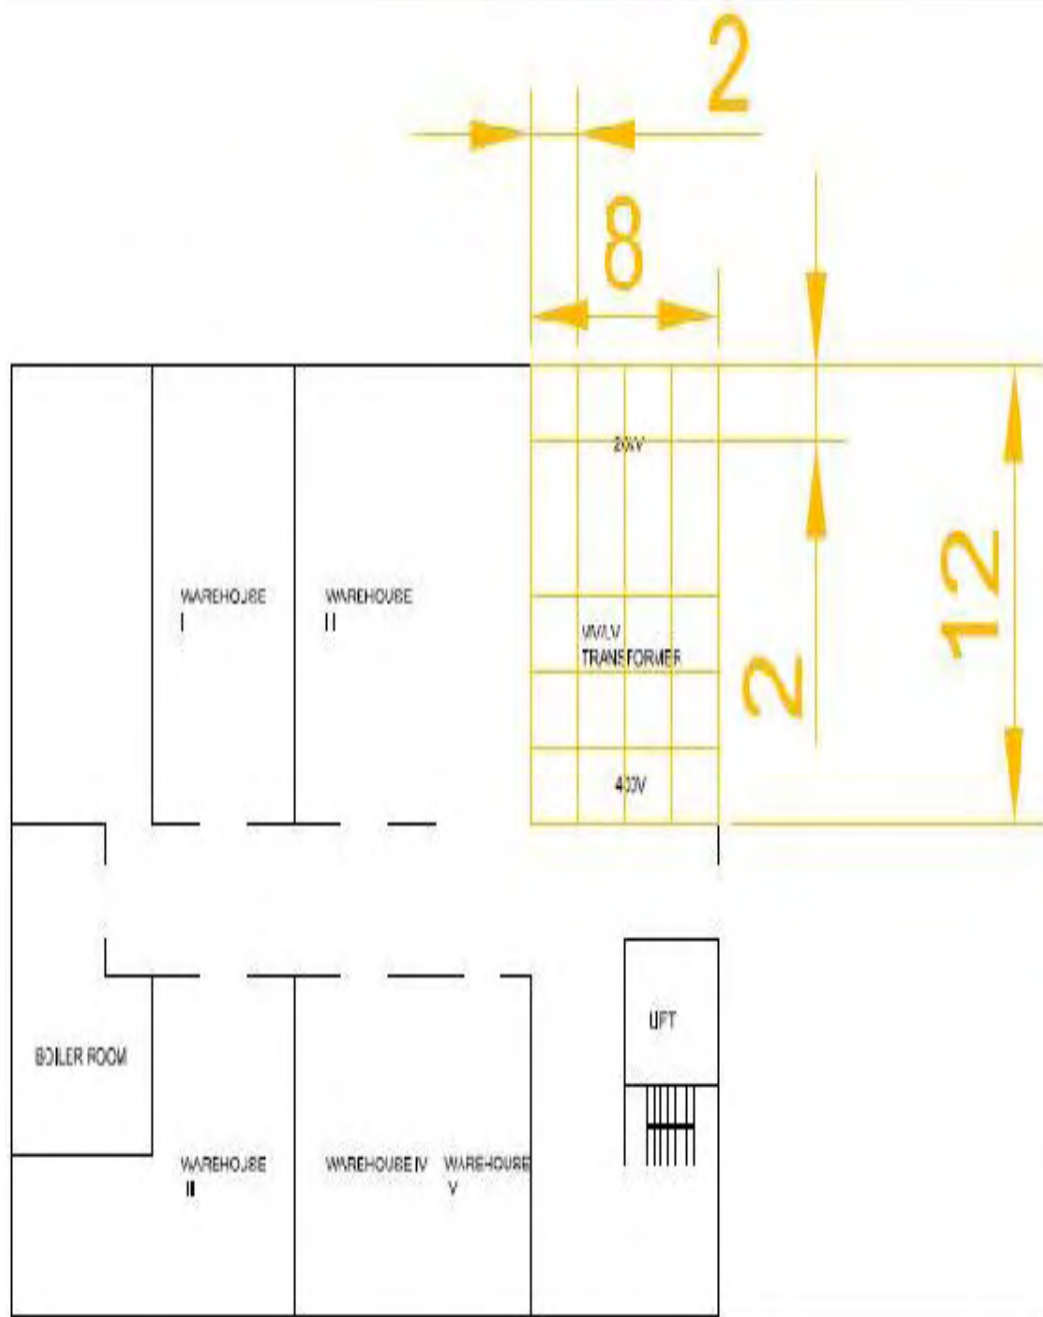 2
8
20kV
12
WAREHOUSE
I
WAREHOUSE
II
MV/LV
TRANSFORMER
2
400V
LIFT
BOILER ROOM
WAREHOUSE
III
WAREHOUSE IV
WAREHOUSE
V